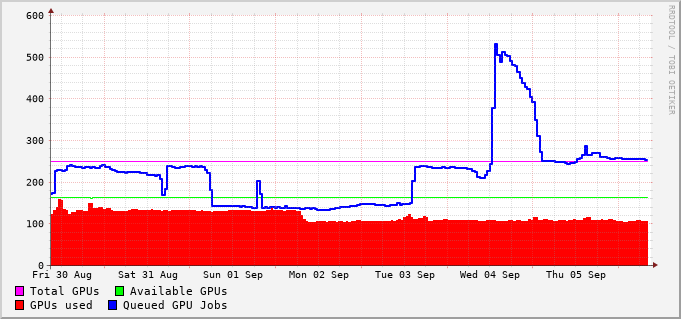 600
500
400
300
200
100
0
Fri 30 Aug Sat 31 Aug Sun 01 Sep Mon 02 Sep Tue 03 Sep Wed 04 Sep Thu 05 Sep
Total GPUs Available GPUs
GPUs used Queued GPU Jobs
RRDTOOL / TOBI OETIKER